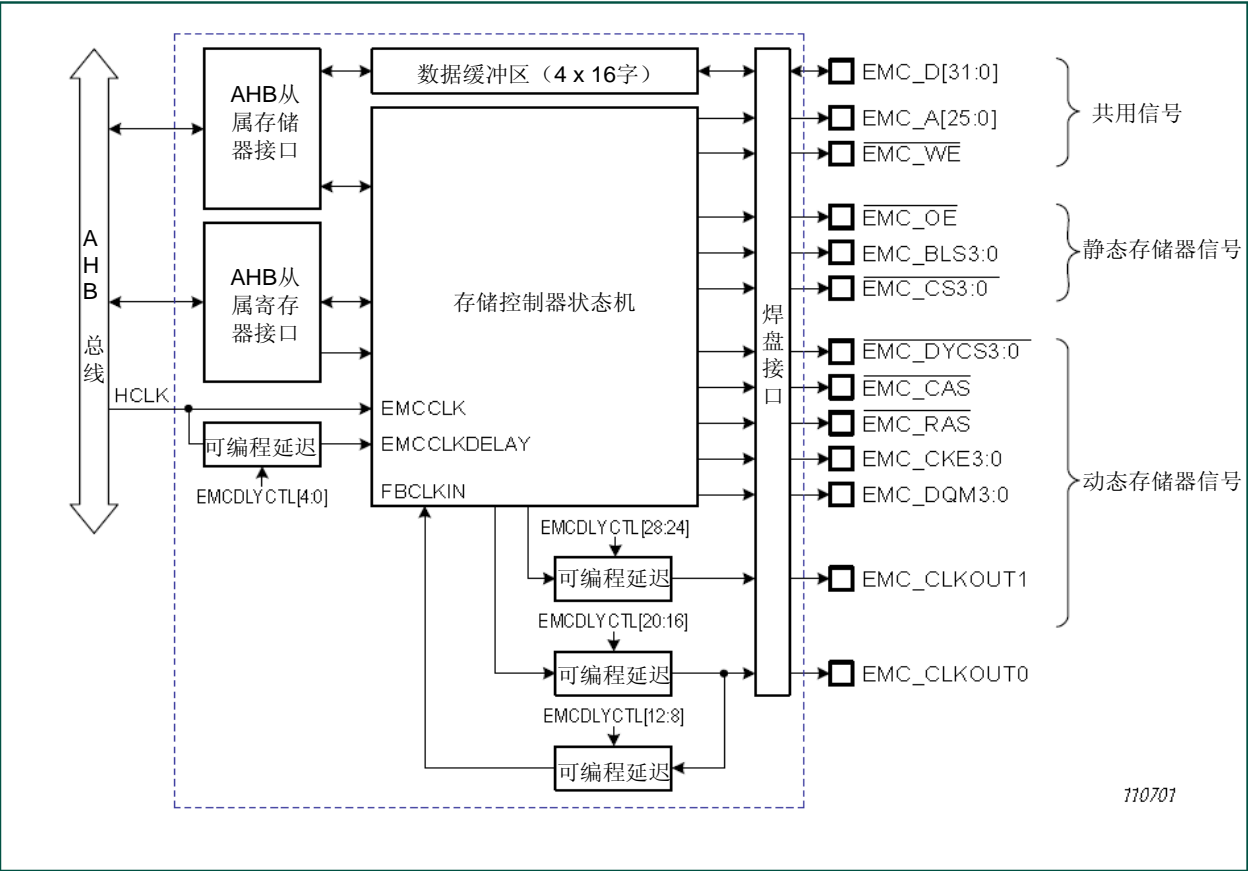 数据缓冲区（4 x 16字）
AHB从
属存储
器接口
AHB从
属寄存
器接口
A
H
B
总
线
存储控制器状态机
HCLK
EMCCLK
可编程延迟
EMCCLKDELAY
EMCDLYCTL[4:0]
FBCLKIN
EMCDLYCTL[28:24]
可编程延迟
EMCDLYCTL[20:16]
可编程延迟
EMCDLYCTL[12:8]
可编程延迟
焊
盘
接
口
EMC_D[31:0]
EMC_A[25:0]
EMC_WE
共用信号
EMC_OE
EMC_BLS3:0
EMC_CS3:0
静态存储器信号
EMC_DYCS3:0
EMC_CAS
EMC_RAS
EMC_CKE3:0
EMC_DQM3:0
动态存储器信号
EMC_CLKOUT1
EMC_CLKOUT0
110701